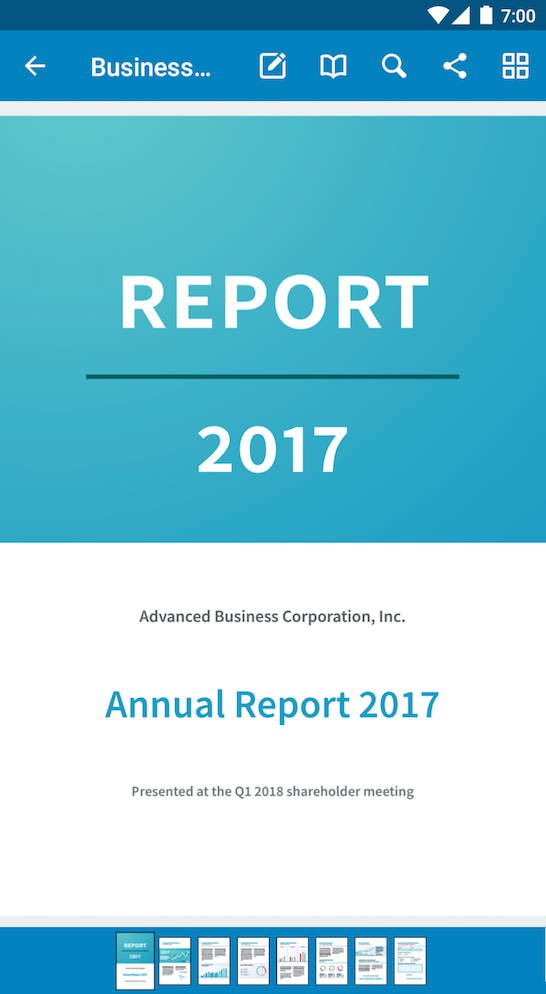 7:00
Business...
REPORT
2017
Advanced Business Corporation, Inc.
Annual Report 2017
Presented at the Q1 2018 shareholder meeting
REPORT
2017